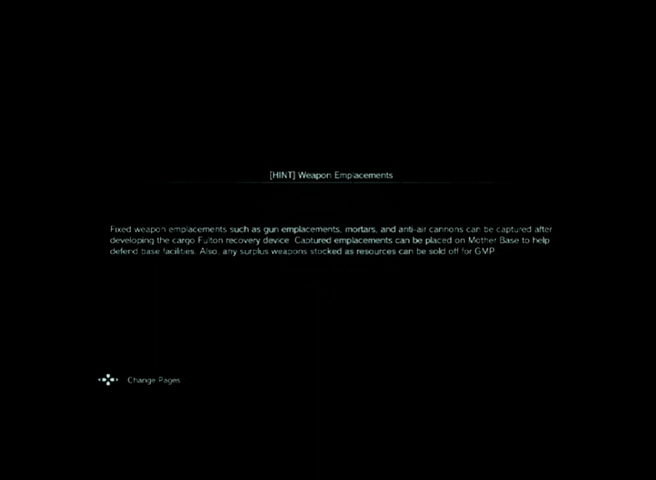 [HINT] Weapon Emplacements
Fixed weapon emplacements such as gun emplacements, mortars, and anti-air cannons can be captured after
developing the cargo Fulton recovery device. Captured emplacements can be placed on Mother Base to help
defend base facilities. Also, any surplus weapons stocked as resources can be sold off for GMP.
Change Pages